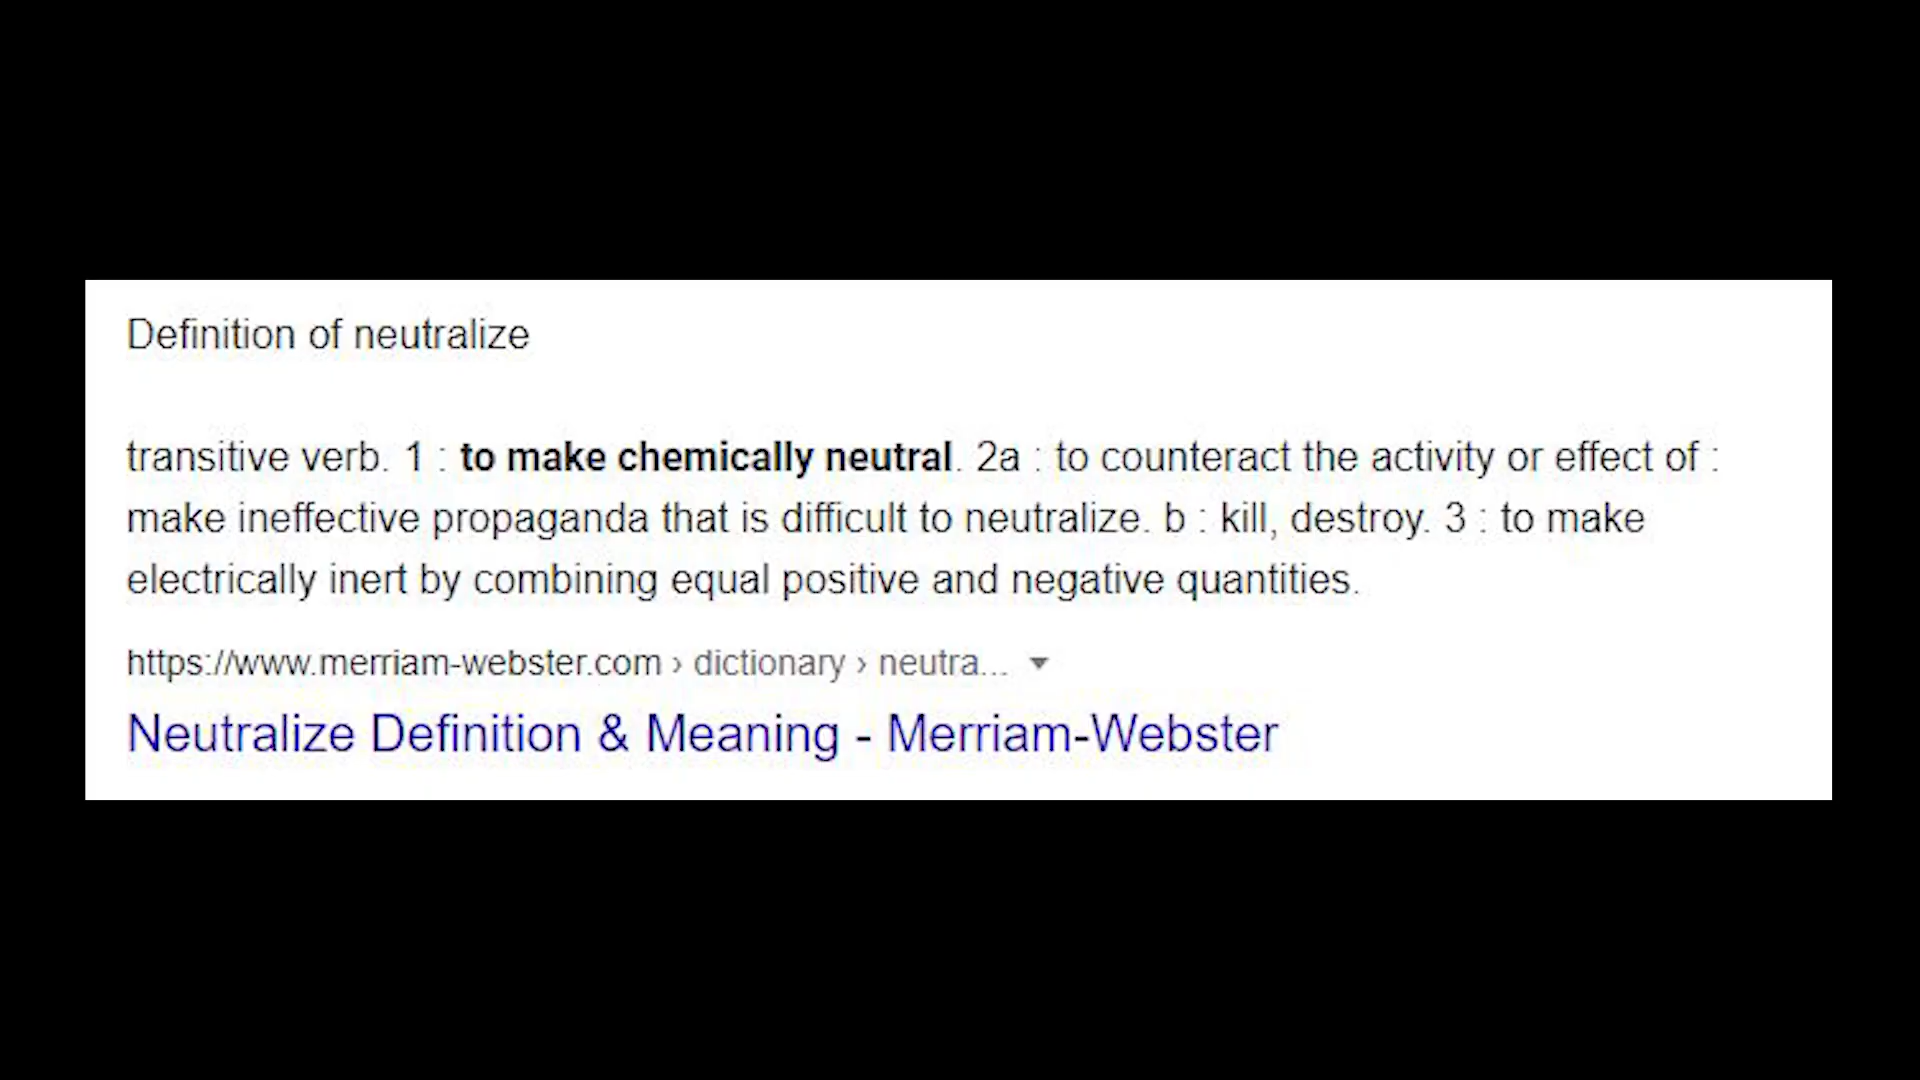 Definition of neutralize
transitive verb. 1 : to make chemically neutral. 2a : to counteract the activity or effect of :
make ineffective propaganda that is difficult to neutralize. b : kill, destroy. 3 : to make
electrically inert by combining equal positive and negative quantities.
https://www.merriam-webster.com › dictionary › neutra...
Neutralize Definition & Meaning - Merriam-Webster